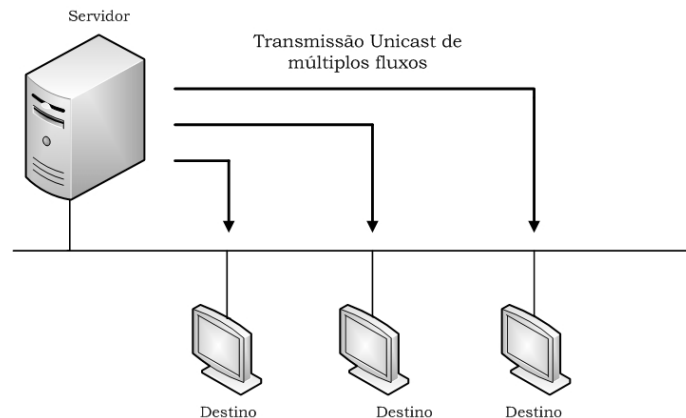 Servidor
Transmissão Unicast de
múltiplos fluxos
Destino
Destino
Destino